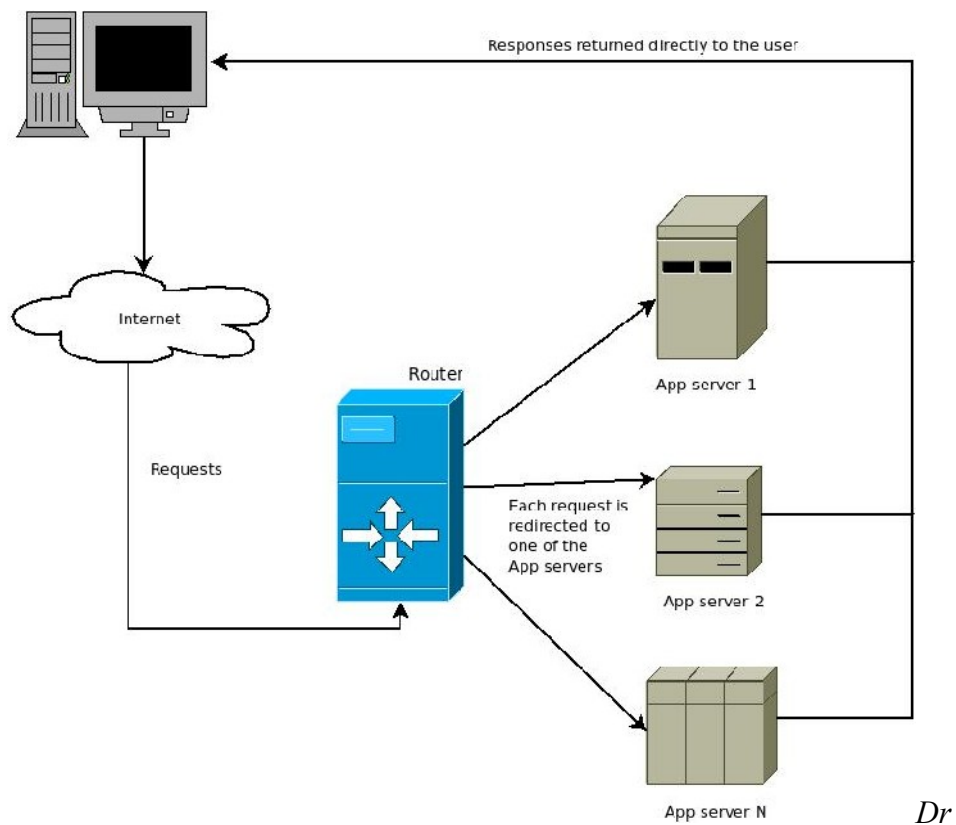 Responses returned directly to the user
Internet
Router
App server 1
Requests
Each request is
redirected to
one of the
App servers
App server 2
App server N
Dr